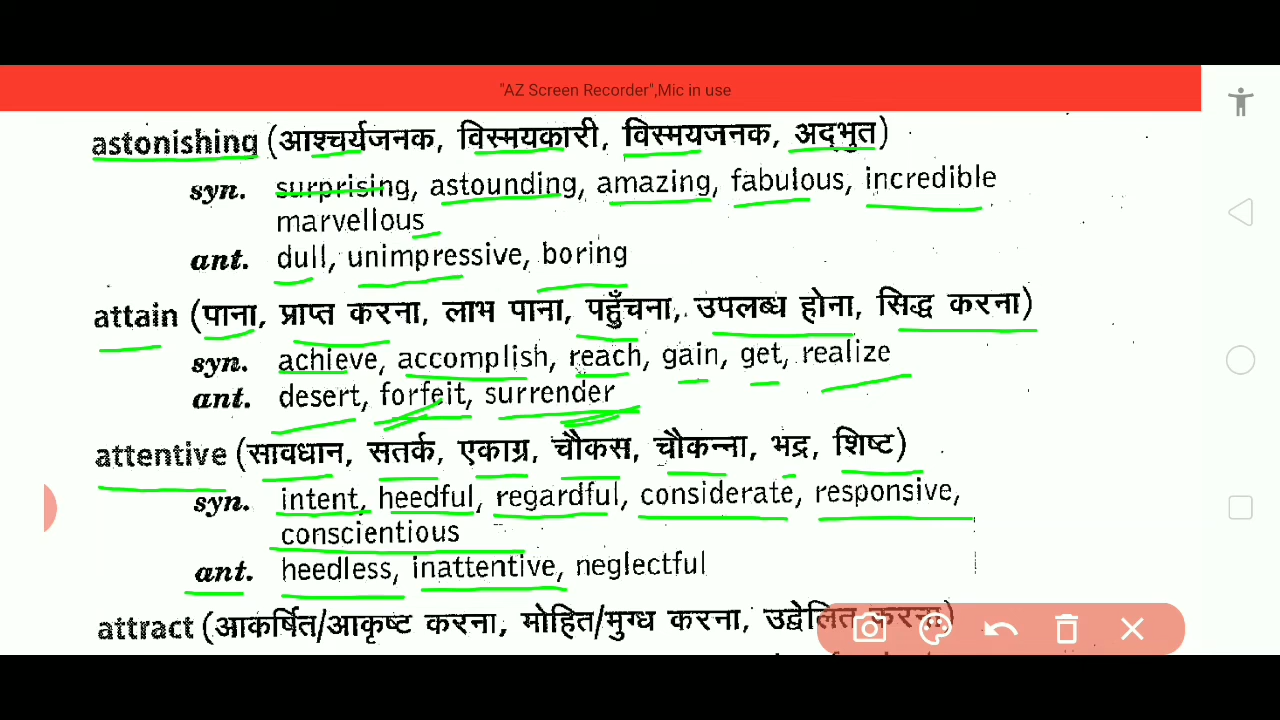 "AZ Screen Recorder",Mic in use
astonishing (आश्चर्यजनक, विस्मयकारी, विस्मयजनक, अद्‌भुत)
syn. surprising, astounding, amazing, fabulous, incredible
marvellous
ant. dull, unimpressive, boring
attain (पाना, प्राप्त करना, लाभ पाना, पहुँचना, उपलब्ध होना, सिद्ध करना)
syn. achieve, accomplish, reach, gain, get, realize
ant. desert, forfeit, surrender
attentive (सावधान, सतर्क, एकाग्र, चौकस, चौकन्ना, भद्र, शिष्ट)
syn. intent, heedful, regardful, considerate, responsive,
conscientious
ant. heedless, inattentive, neglectful
attract (आकर्षित/आकृष्ट करना, मोहित/मुग्ध करना, उद्वेलित करना)